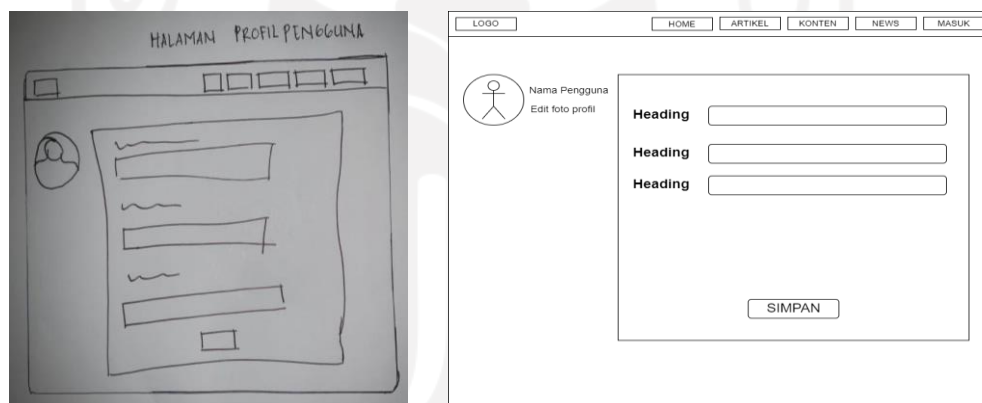 HALAMAN PROFIL PENGGUNA
LOGO HOME ARTIKEL KONTEN NEWS MASUK
Nama Pengguna
Edit foto profil
Heading
Heading
Heading
SIMPAN